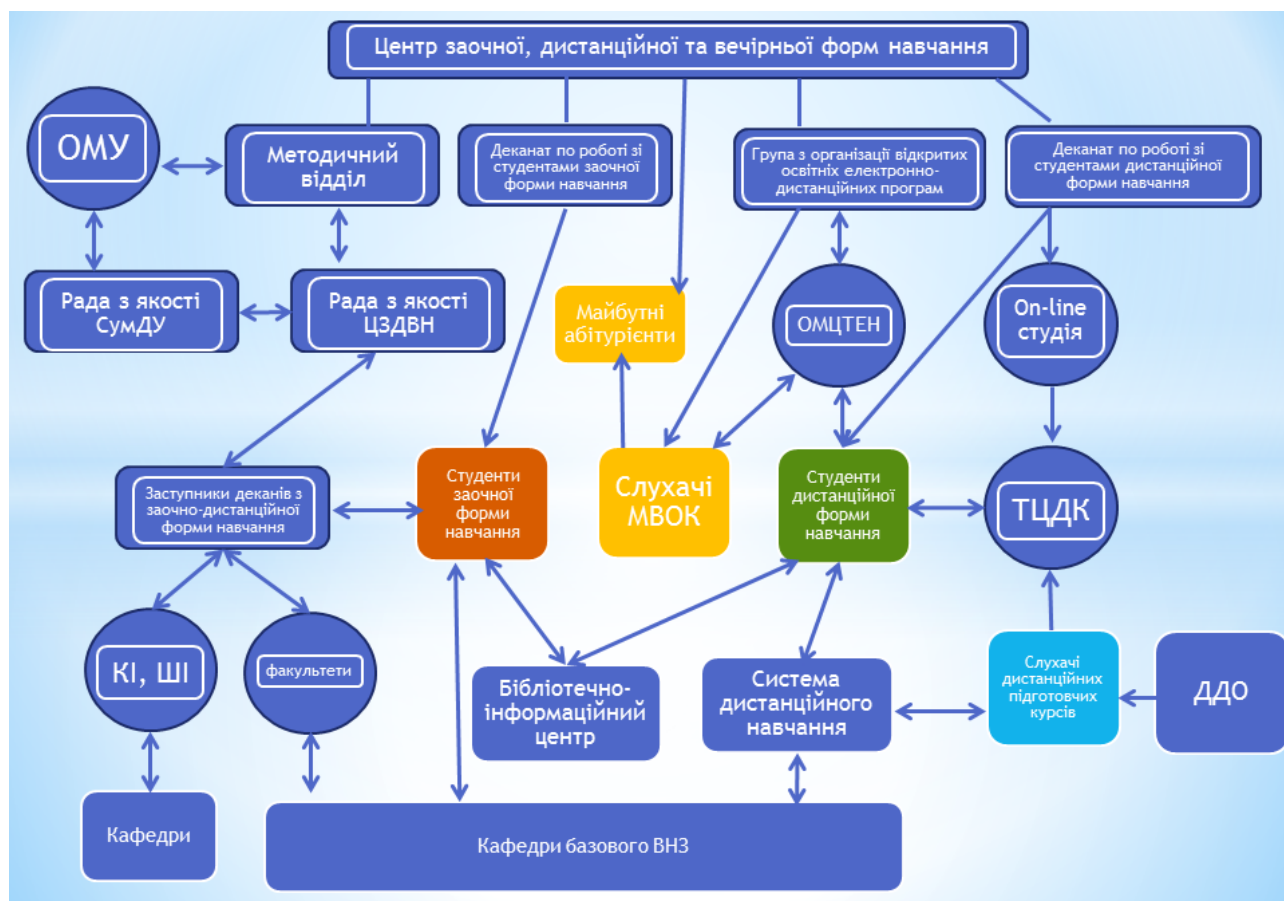 Центр заочної, дистанційної та вечірньої форм навчання
ОМУ
Методичний
відділ
Деканат по роботі зі
студентами заочної
форми навчання
Група з організації відкритих
освітніх електронно-
дистанційних програм
Деканат по роботі зі
студентами дистанційної
форми навчання
Рада з якості
СумДУ
Рада з якості
ЦЗДВН
Майбутні
абітурієнти
ОМЦТЕН
On-line
студія
Заступники деканів з
заочно-дистанційної
форми навчання
Студенти
заочної
форми
навчання
Слухачі
МВОК
Студенти
дистанційної
форми
навчання
ТЦДК
КІ, ШІ
факультети
Бібліотечно-
інформаційний
центр
Система
дистанційного
навчання
Слухачі
дистанційних
підготовчих
курсів
ДДО
Кафедри
Кафедри базового ВНЗ